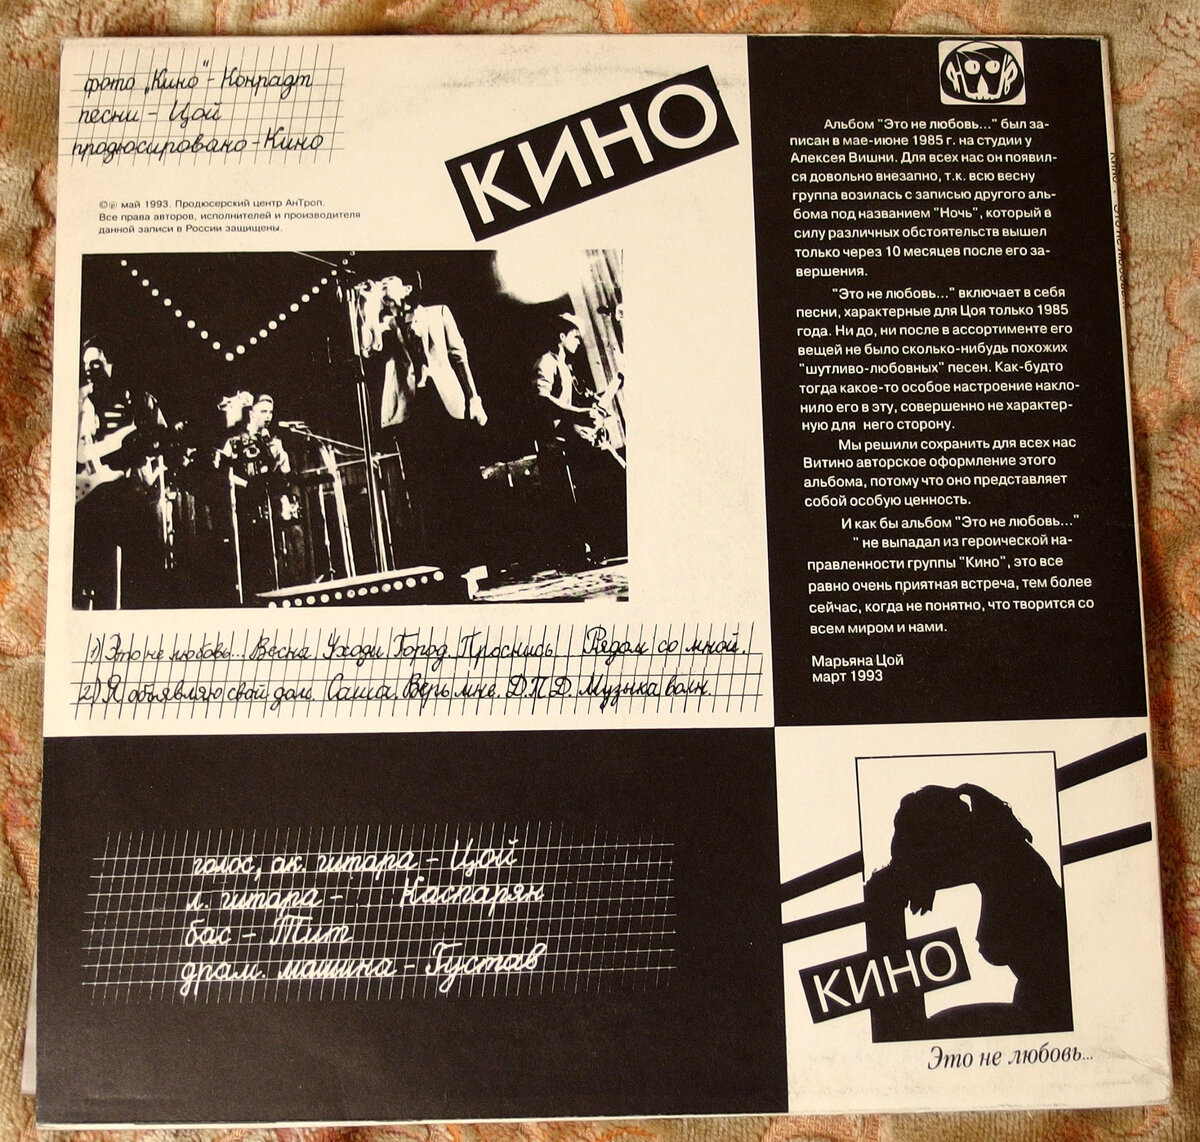 фото „Кино" - Конрадт
песни - Цой
продюсировано - Кино
©℗ май 1993. Продюсерский центр АнТроп.
Все права авторов, исполнителей и производителя
данной записи в России защищены.
КИНО
1) Это не любовь... Весна. Уходи. Город. Проснись. Рядом со мной.
2) Я объявляю свой дом. Саша. Верь мне. Д.П.Д. Музыка волн.
голос, ак. гитара - Цой
л. гитара - ... Каспарян
бас - Тит
драм. машина - Густав
Альбом "Это не любовь..." был за-
писан в мае-июне 1985 г. на студии у
Алексея Вишни. Для всех нас он появил-
ся довольно внезапно, т.к. всю весну
группа возилась с записью другого аль-
бома под названием "Ночь", который в
силу различных обстоятельств вышел
только через 10 месяцев после его за-
вершения.
"Это не любовь..." включает в себя
песни, характерные для Цоя только 1985
года. Ни до, ни после в ассортименте его
вещей не было сколько-нибудь похожих
"шутливо-любовных" песен. Как-будто
тогда какое-то особое настроение накло-
нило его в эту, совершенно не характер-
ную для него сторону.
Мы решили сохранить для всех нас
Витино авторское оформление этого
альбома, потому что оно представляет
собой особую ценность.
И как бы альбом "Это не любовь..."
" не выпадал из героической на-
правленности группы "Кино", это все
равно очень приятная встреча, тем более
сейчас, когда не понятно, что творится со
всем миром и нами.
Марьяна Цой
март 1993
КИНО
Это не любовь...